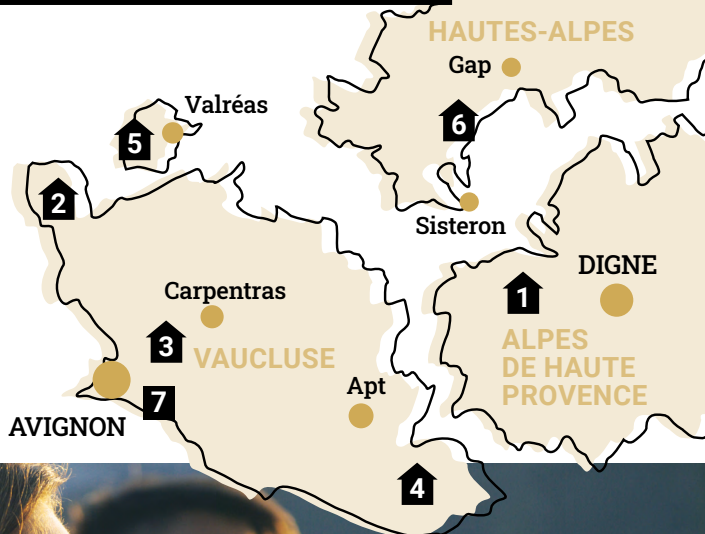 HAUTES-ALPES
Gap
Valréas
6
5
2
Sisteron
DIGNE
Carpentras
1
3
VAUCLUSE
ALPES
DE HAUTE
PROVENCE
Apt
7
AVIGNON
4